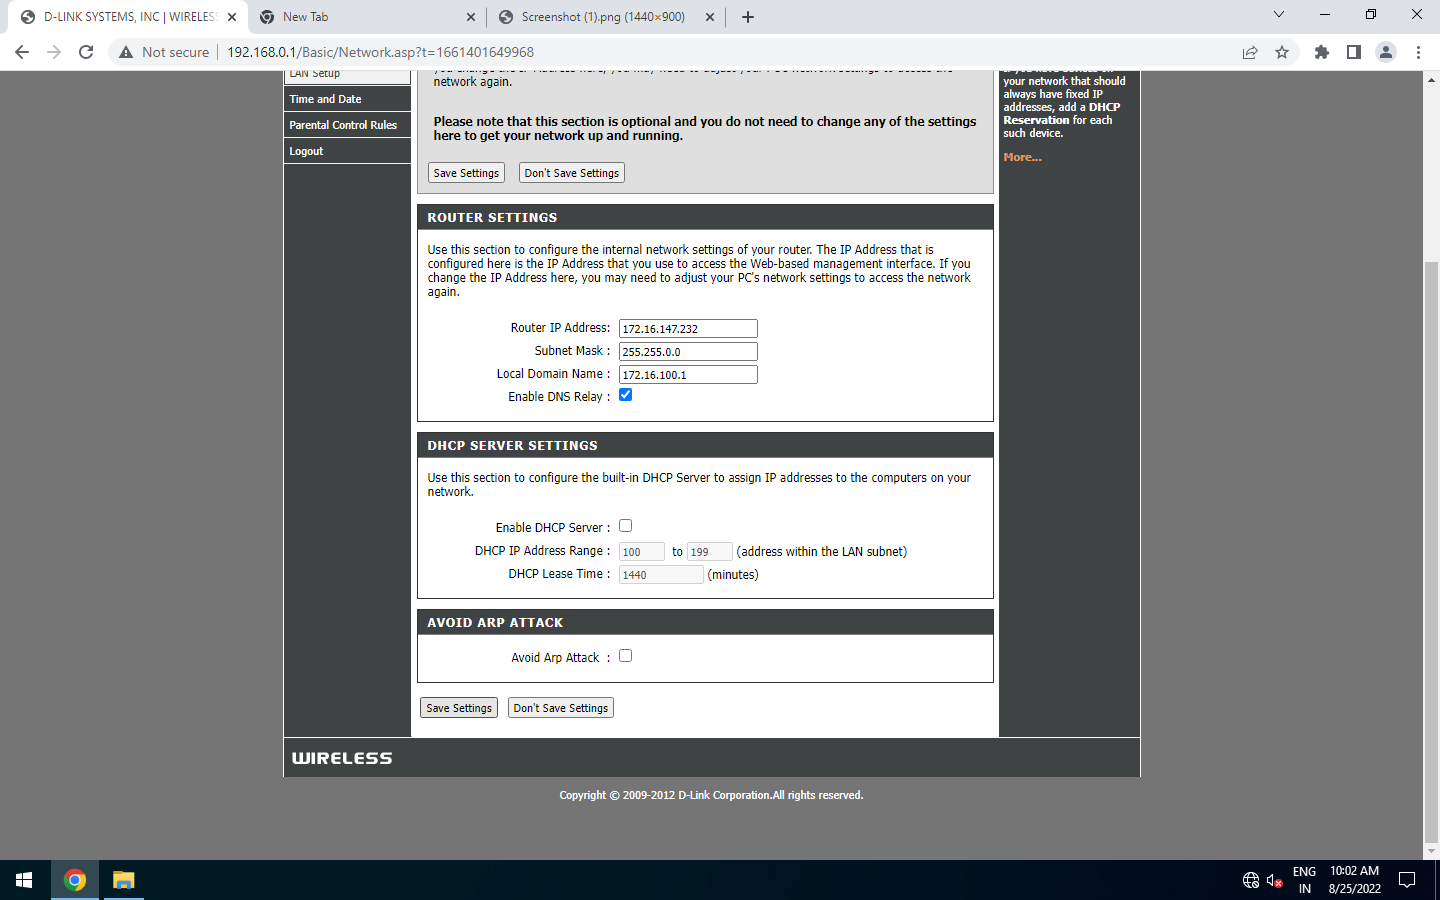 D-LINK SYSTEMS, INC | WIRELESS
New Tab
Screenshot (1).png (1440×900)
Not secure
192.168.0.1/Basic/Network.asp?t=1661401649968
LAN Setup
Time and Date
Parental Control Rules
Logout
network again.
Please note that this section is optional and you do not need to change any of the settings
here to get your network up and running.
Save Settings
Don't Save Settings
your network that should
always have fixed IP
addresses, add a DHCP
Reservation for each
such device.
More...
ROUTER SETTINGS
Use this section to configure the internal network settings of your router. The IP Address that is
configured here is the IP Address that you use to access the Web-based management interface. If you
change the IP Address here, you may need to adjust your PC's network settings to access the network
again.
Router IP Address: 172.16.147.232
Subnet Mask : 255.255.0.0
Local Domain Name : 172.16.100.1
Enable DNS Relay :
DHCP SERVER SETTINGS
Use this section to configure the built-in DHCP Server to assign IP addresses to the computers on your
network.
Enable DHCP Server :
DHCP IP Address Range : 100 to 199 (address within the LAN subnet)
DHCP Lease Time : 1440 (minutes)
AVOID ARP ATTACK
Avoid Arp Attack :
Save Settings
Don't Save Settings
WIRELESS
Copyright © 2009-2012 D-Link Corporation.All rights reserved.
ENG
IN
10:02 AM
8/25/2022